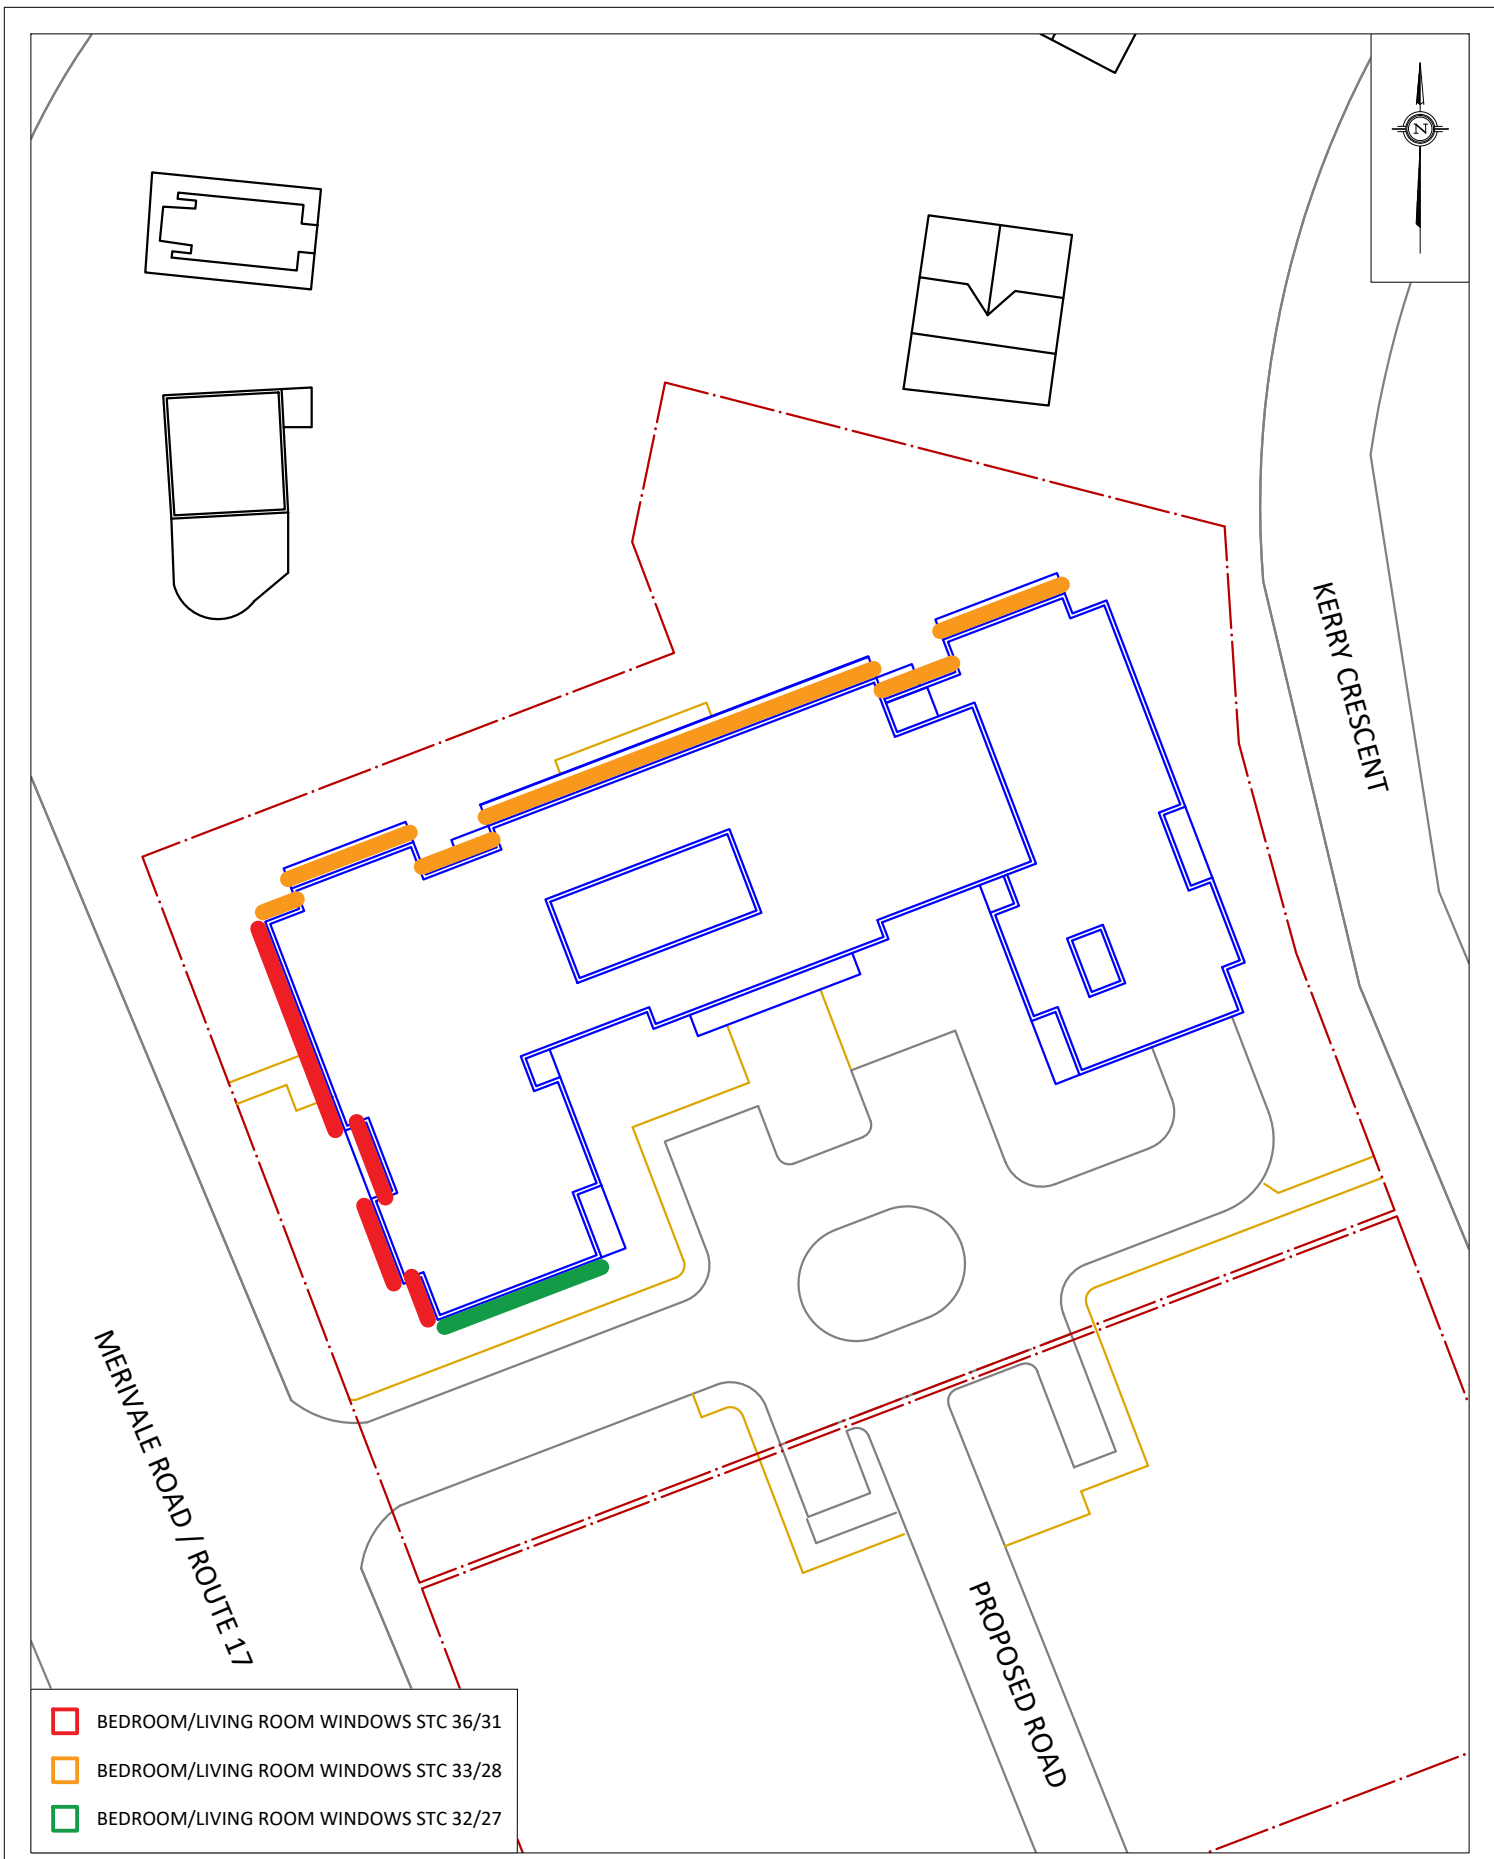 N
KERRY CRESCENT
MERIVALE ROAD / ROUTE 17
PROPOSED ROAD
BEDROOM/LIVING ROOM WINDOWS STC 36/31
BEDROOM/LIVING ROOM WINDOWS STC 33/28
BEDROOM/LIVING ROOM WINDOWS STC 32/27